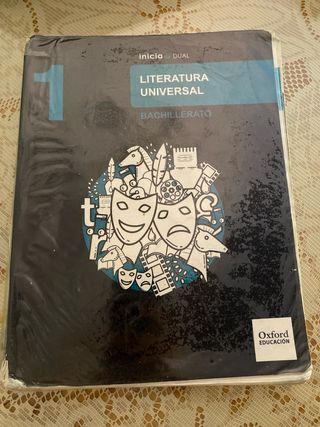 inicia DUAL
1
LITERATURA
UNIVERSAL
BACHILLERATO
Oxford
EDUCACIÓN